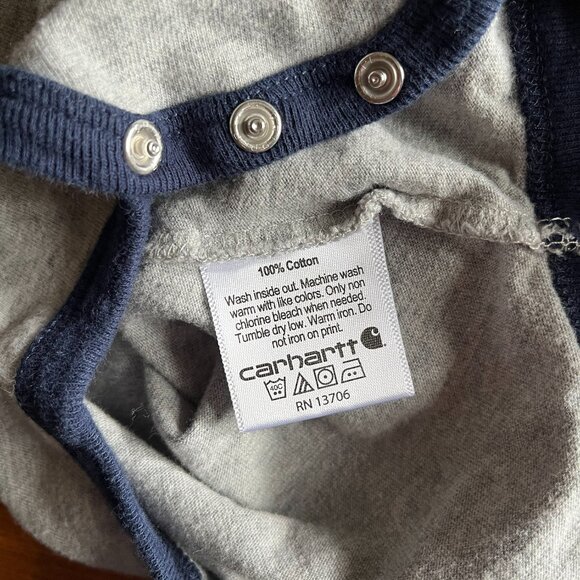 100% Cotton
Wash inside out. Machine wash
warm with like colors. Only non
chlorine bleach when needed.
Tumble dry low. Warm iron. Do
not iron on print.
carhartt
40C
RN 13706